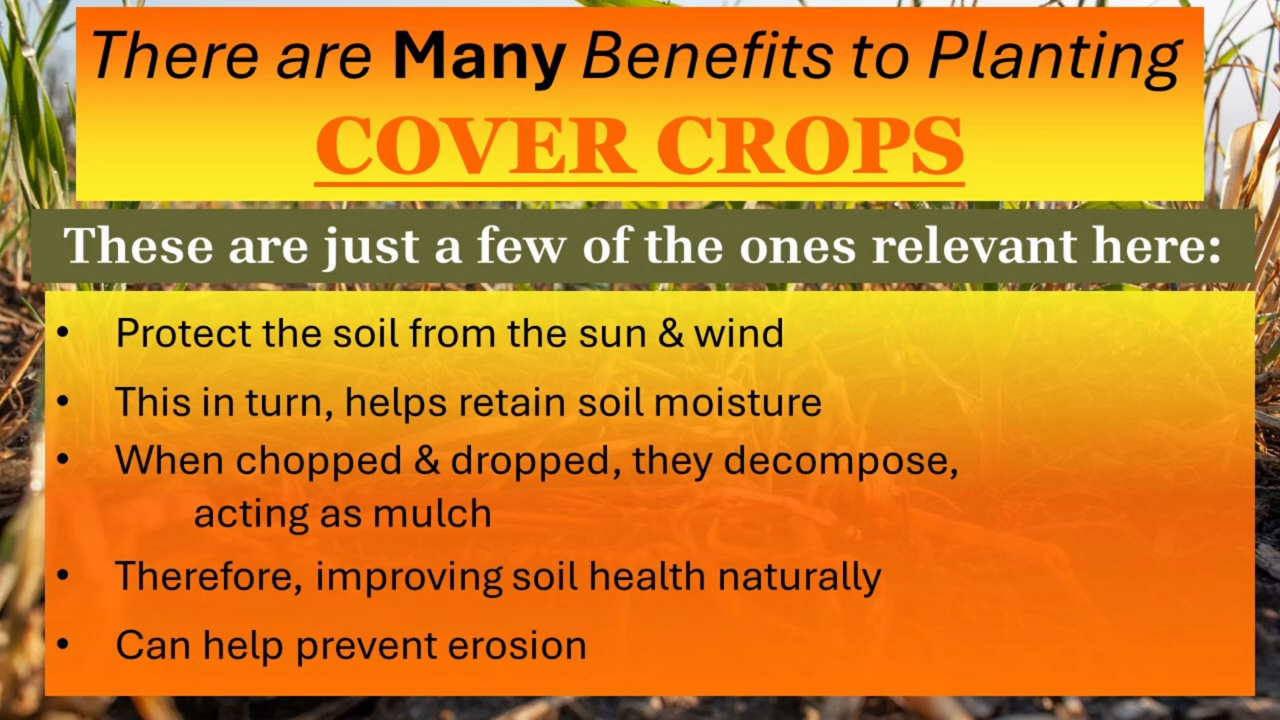 There are Many Benefits to Planting
COVER CROPS
These are just a few of the ones relevant here:
• Protect the soil from the sun & wind
• This in turn, helps retain soil moisture
• When chopped & dropped, they decompose,
acting as mulch
• Therefore, improving soil health naturally
• Can help prevent erosion